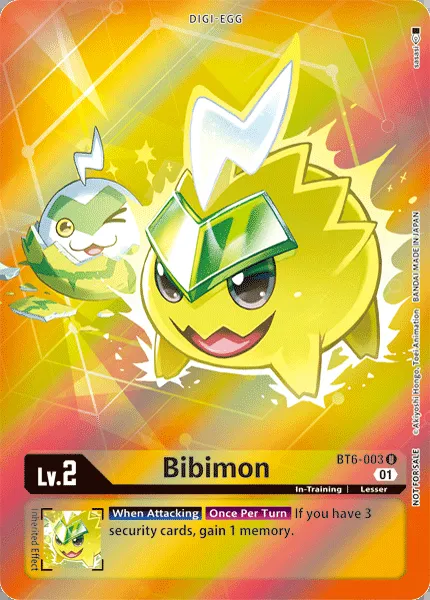 DIGI-EGG
sasasi
©Akiyoshi Hongo, Toei Animation BANDAI MADE IN JAPAN
NOT FOR SALE
Bibimon
BT6-003 R
01
Lv.2
In-Training Lesser
Inherited Effect
When Attacking Once Per Turn If you have 3
security cards, gain 1 memory.